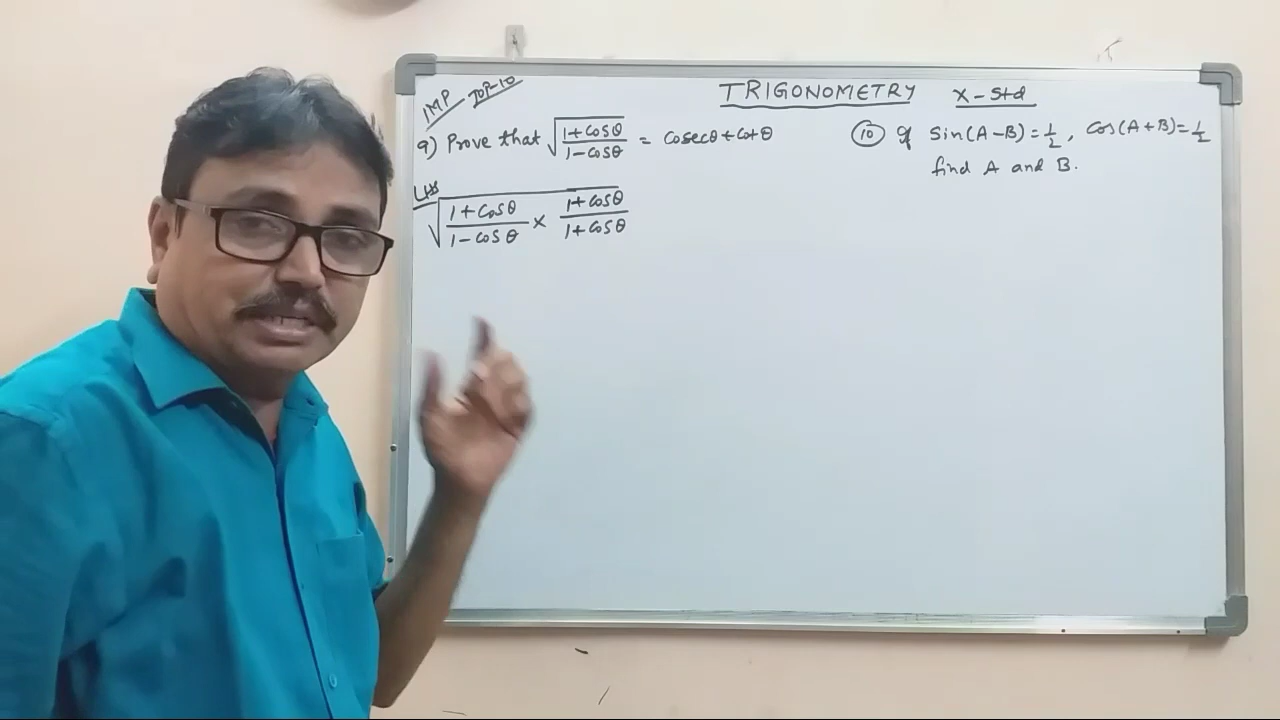 IMP TOP-10
TRIGONOMETRY X-Std
9) Prove that √((1+cosθ)/(1-cosθ)) = cosecθ+cotθ
LHS
√((1+cosθ)/(1-cosθ) × (1+cosθ)/(1+cosθ))
10 If Sin(A-B)=1/2, cos(A+B)=1/2
find A and B.